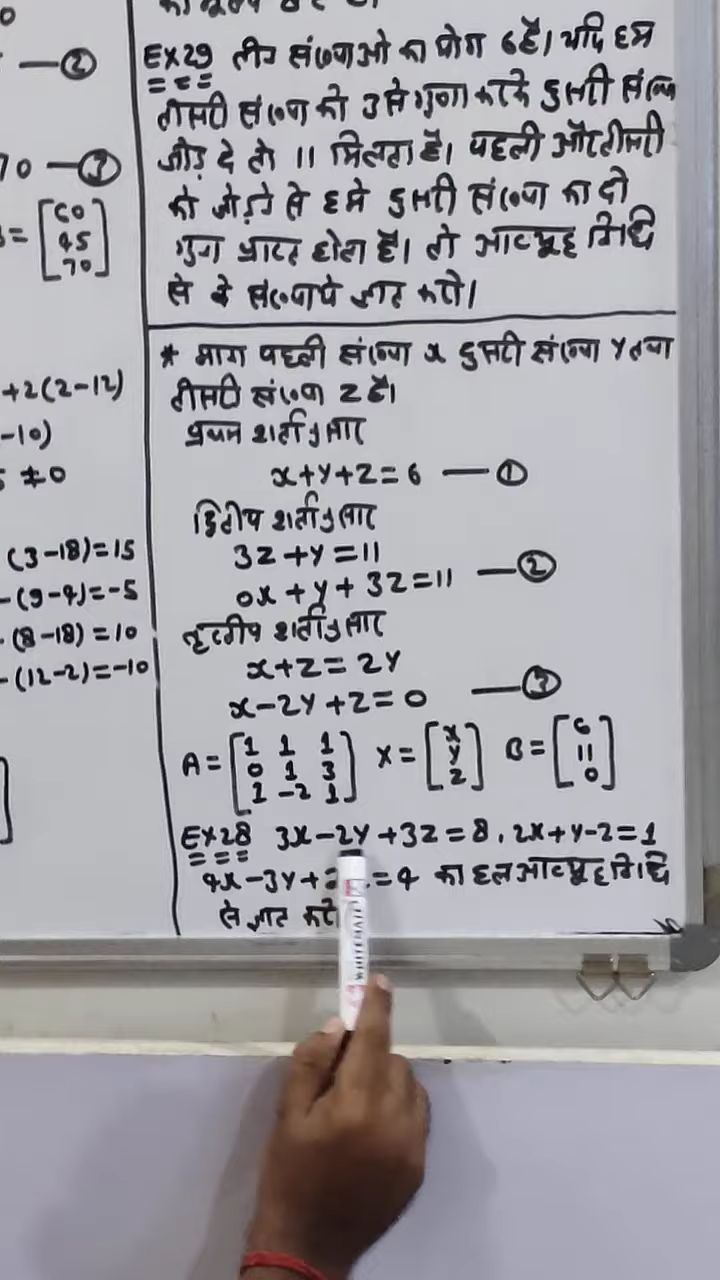 — ②
70 — ③
= [60 45 70]
+2(2-12)
-10)
≠0
(3-18)=15
-(9-4)=-5
(8-18)=10
-(12-2)=-10
EX29 तीन संख्याओ का योग 6 है। यदि हम
तीसरी संख्या को 3 से गुणा करके दुसरी संख्या
जोड़ दे तो 11 मिलता है। पहली और तीसरी
को जोड़ने से हमे दुसरी संख्या का दो
गुना प्राप्त होता है। तो आव्यूह विधि
से ये संख्याये ज्ञात करो।
* माना पहली संख्या x दुसरी संख्या y तथा
तीसरी संख्या z है।
प्रथम शर्तानुसार
x+y+z=6 — ①
द्वितीय शर्तानुसार
3z+y=11
0x+y+3z=11 — ②
तृतीय शर्तानुसार
x+z=2y
x-2y+z=0 — ③
A= [1 1 1 0 1 3 1 -2 1] X= [x y z] B= [6 11 0]
EX28 3x-2y+3z=8, 2x+y-z=1
4x-3y+ =4 का हल आव्यूह विधि
से ज्ञात करो